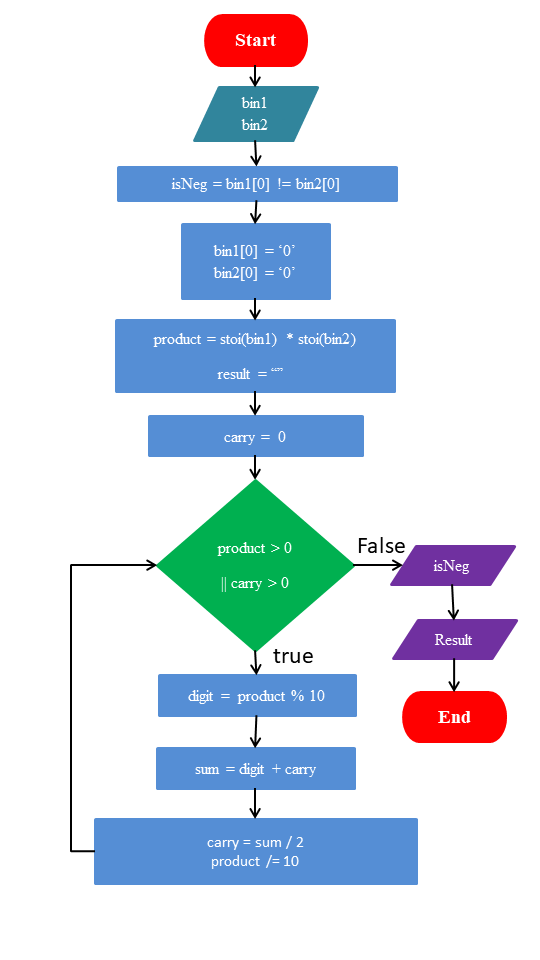 Start
bin1
bin2
isNeg = bin1[0] != bin2[0]
bin1[0] = ‘0’
bin2[0] = ‘0’
product = stoi(bin1) * stoi(bin2)
result = “”
carry = 0
product > 0
|| carry > 0
False
isNeg
Result
End
true
digit = product % 10
sum = digit + carry
carry = sum / 2
product /= 10